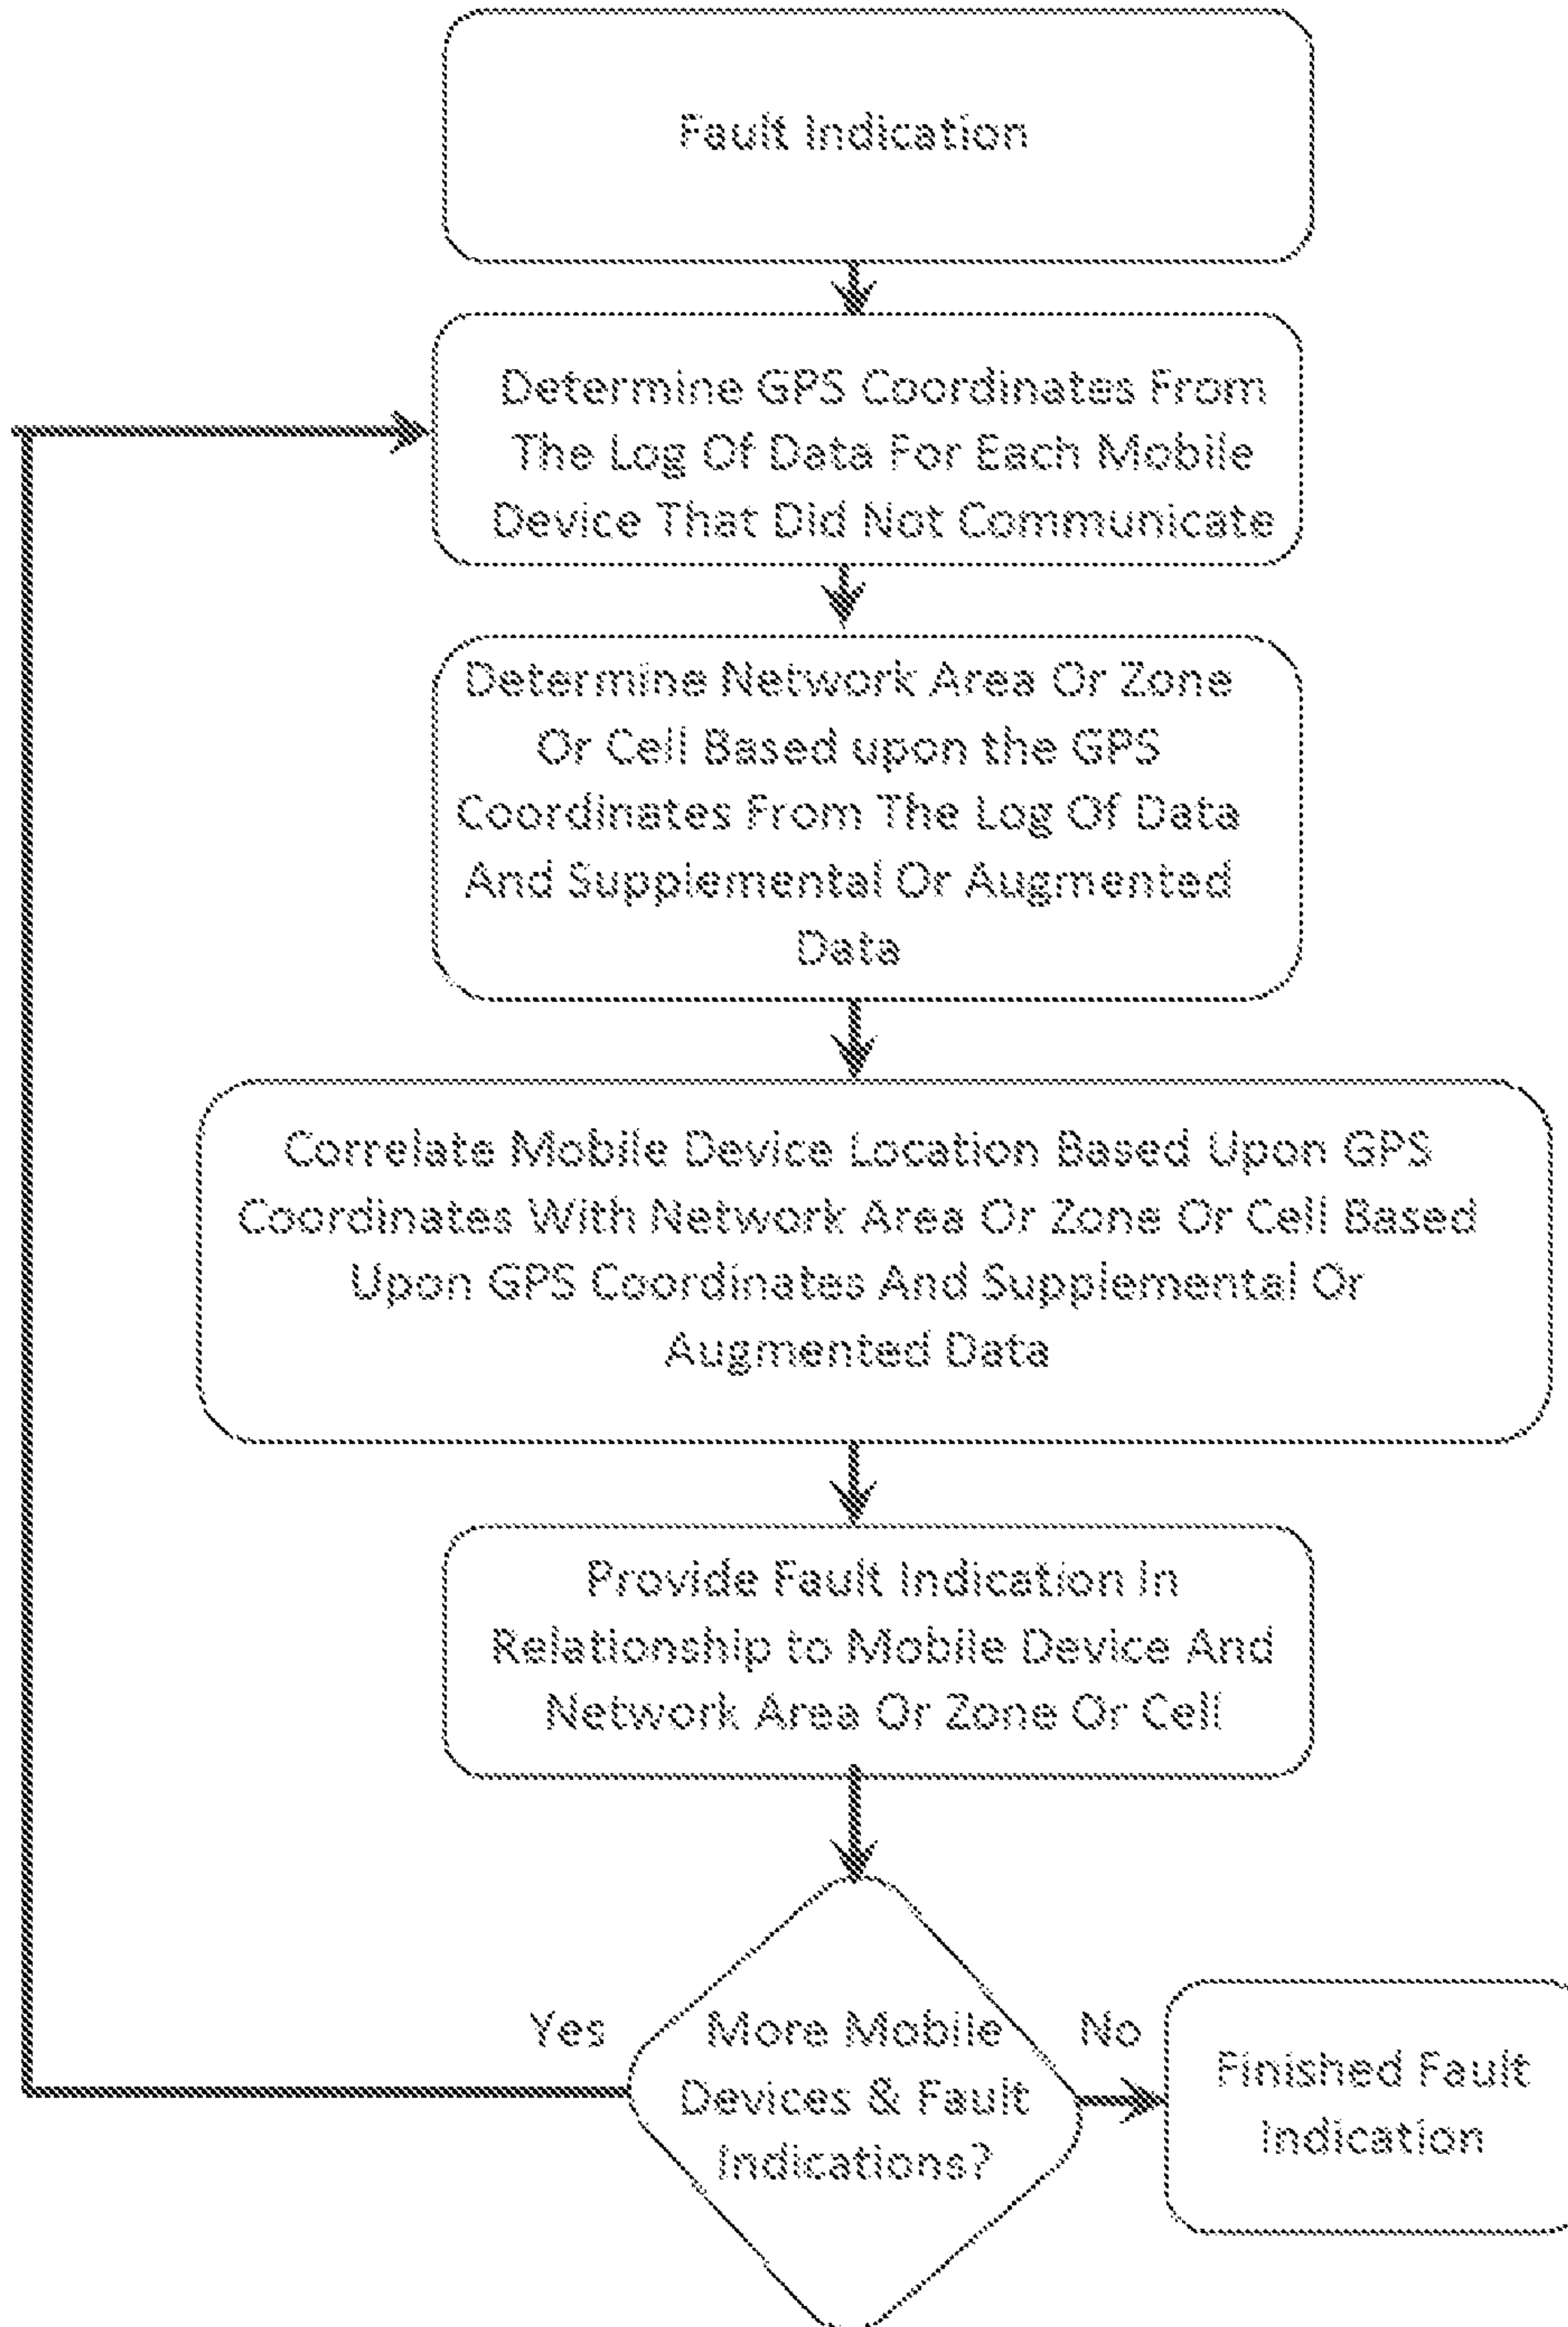 Fault Indication
Determine GPS Coordinates From
The Log Of Data For Each Mobile
Device That Did Not Communicate
Determine Network Area Or Zone
Or Cell Based upon the GPS
Coordinates From The Log Of Data
And Supplemental Or Augmented
Data
Correlate Mobile Device Location Based Upon GPS
Coordinates With Network Area Or Zone Or Cell Based
Upon GPS Coordinates And Supplemental Or
Augmented Data
Provide Fault Indication In
Relationship to Mobile Device And
Network Area Or Zone Or Cell
Yes
More Mobile
Devices & Fault
Indications?
No
Finished Fault
Indication